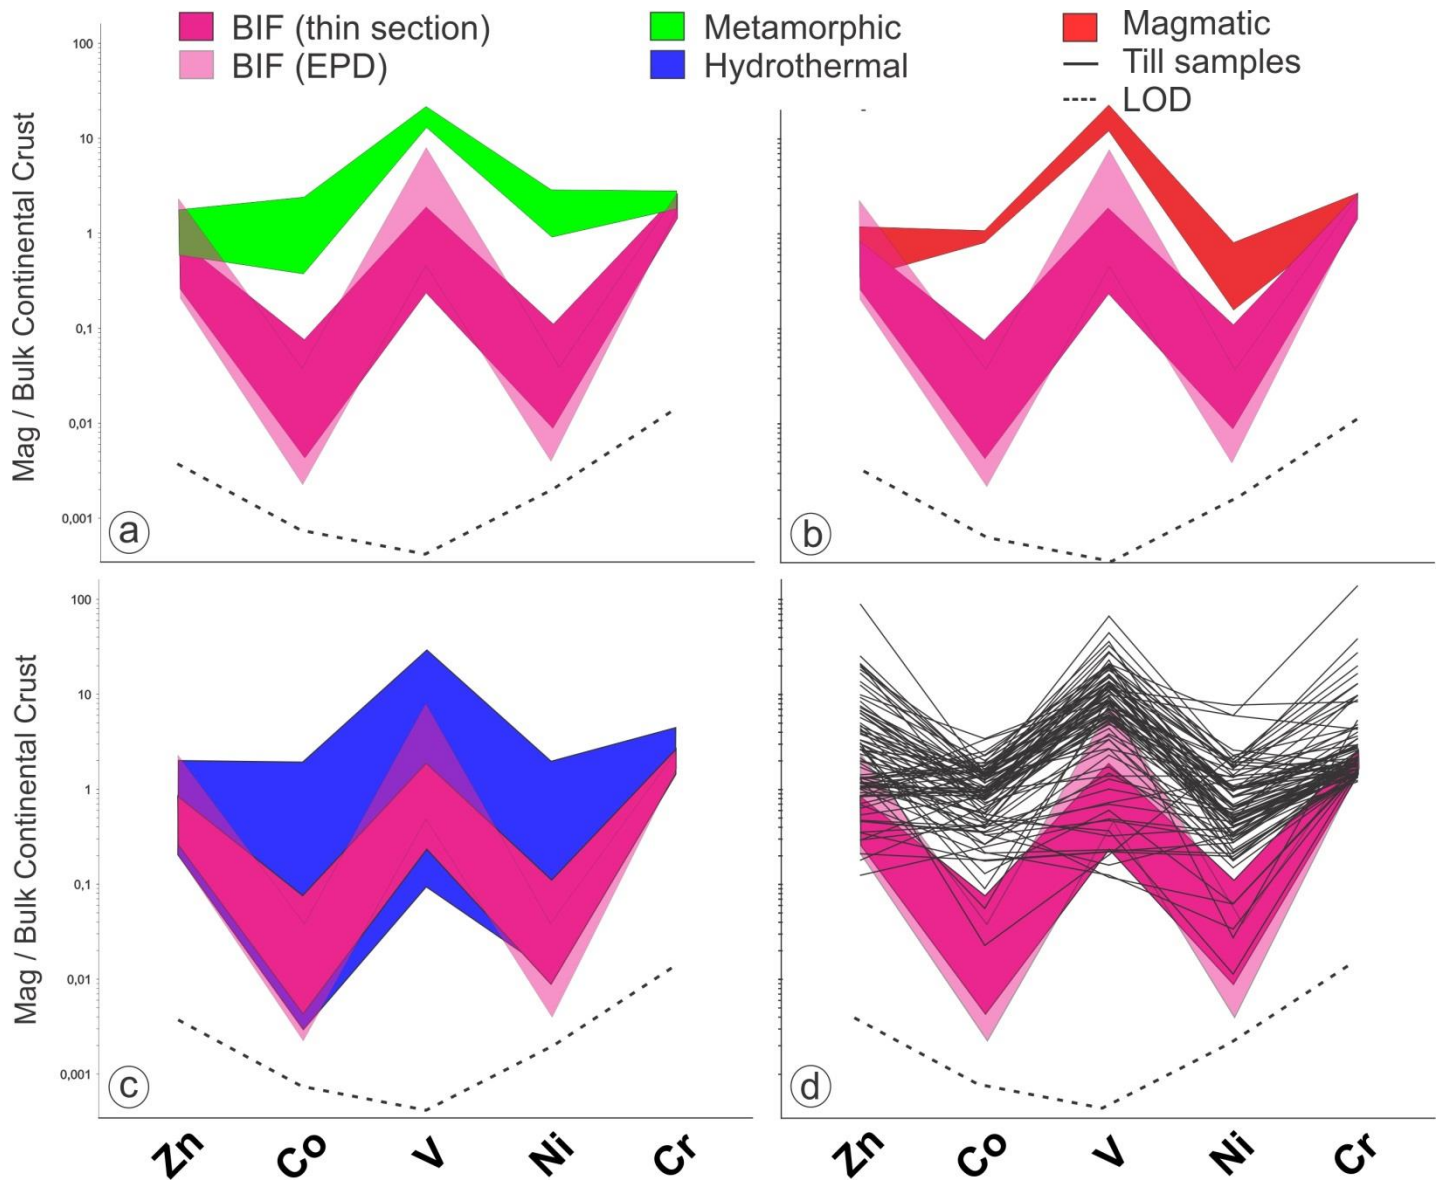 BIF (thin section)
BIF (EPD)
Metamorphic
Hydrothermal
Magmatic
Till samples
LOD
Mag / Bulk Continental Crust
100
10
1
0,1
0,01
0,001
a
b
Mag / Bulk Continental Crust
100
10
1
0,1
0,01
0,001
c
d
Zn
Co
V
Ni
Cr
Zn
Co
V
Ni
Cr